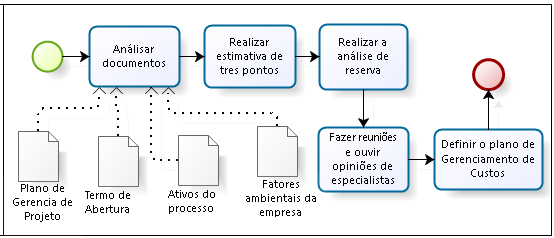 Análisar
documentos
Realizar
estimativa de
tres pontos
Realizar a
análise de
reserva
Fazer reuniões
e ouvir
opiniões de
especialistas
Definir o plano de
Gerenciamento de
Custos
Plano de
Gerencia de
Projeto
Termo de
Abertura
Ativos do
processo
Fatores
ambientais da
empresa